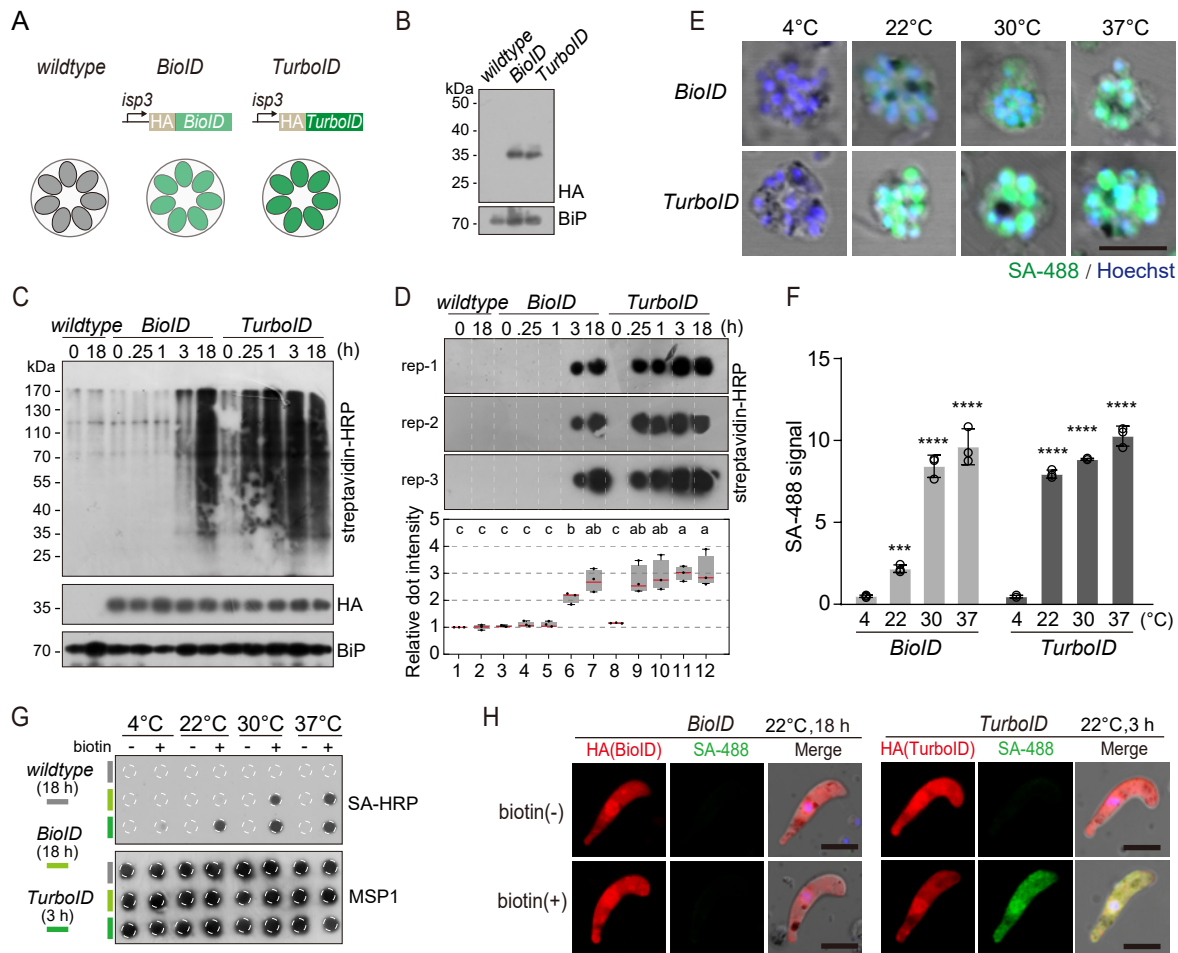 A
wildtype BioID TurboID
isp3 isp3
HA BioID HA TurboID
B
wildtype BioID TurboID
kDa
50 -
40 -
35 -
25 -
HA
70 -
BiP
C
wildtype BioID TurboID
0 18 0 .25 1 3 18 0 .25 1 3 18 (h)
kDa
170 -
130 -
110 -
70 -
50 -
40 -
35 -
25 -
streptavidin-HRP
35 -
HA
70 -
BiP
D
wildtype BioID TurboID
0 18 0 .25 1 3 18 0 .25 1 3 18 (h)
rep-1
rep-2
rep-3
streptavidin-HRP
Relative dot intensity
5
4
3
2
1
c c c c c b ab c ab ab a a
1 2 3 4 5 6 7 8 9 10 11 12
E
4°C 22°C 30°C 37°C
BioID
TurboID
SA-488 / Hoechst
F
SA-488 signal
15
10
5
0
*** **** **** **** **** ****
4 22 30 37 4 22 30 37 (°C)
BioID TurboID
G
4°C 22°C 30°C 37°C
biotin - + - + - + - +
wildtype
(18 h)
BioID
(18 h)
TurboID
(3 h)
SA-HRP
MSP1
H
BioID 22°C,18 h TurboID 22°C,3 h
HA(BioID) SA-488 Merge HA(TurboID) SA-488 Merge
biotin(-)
biotin(+)